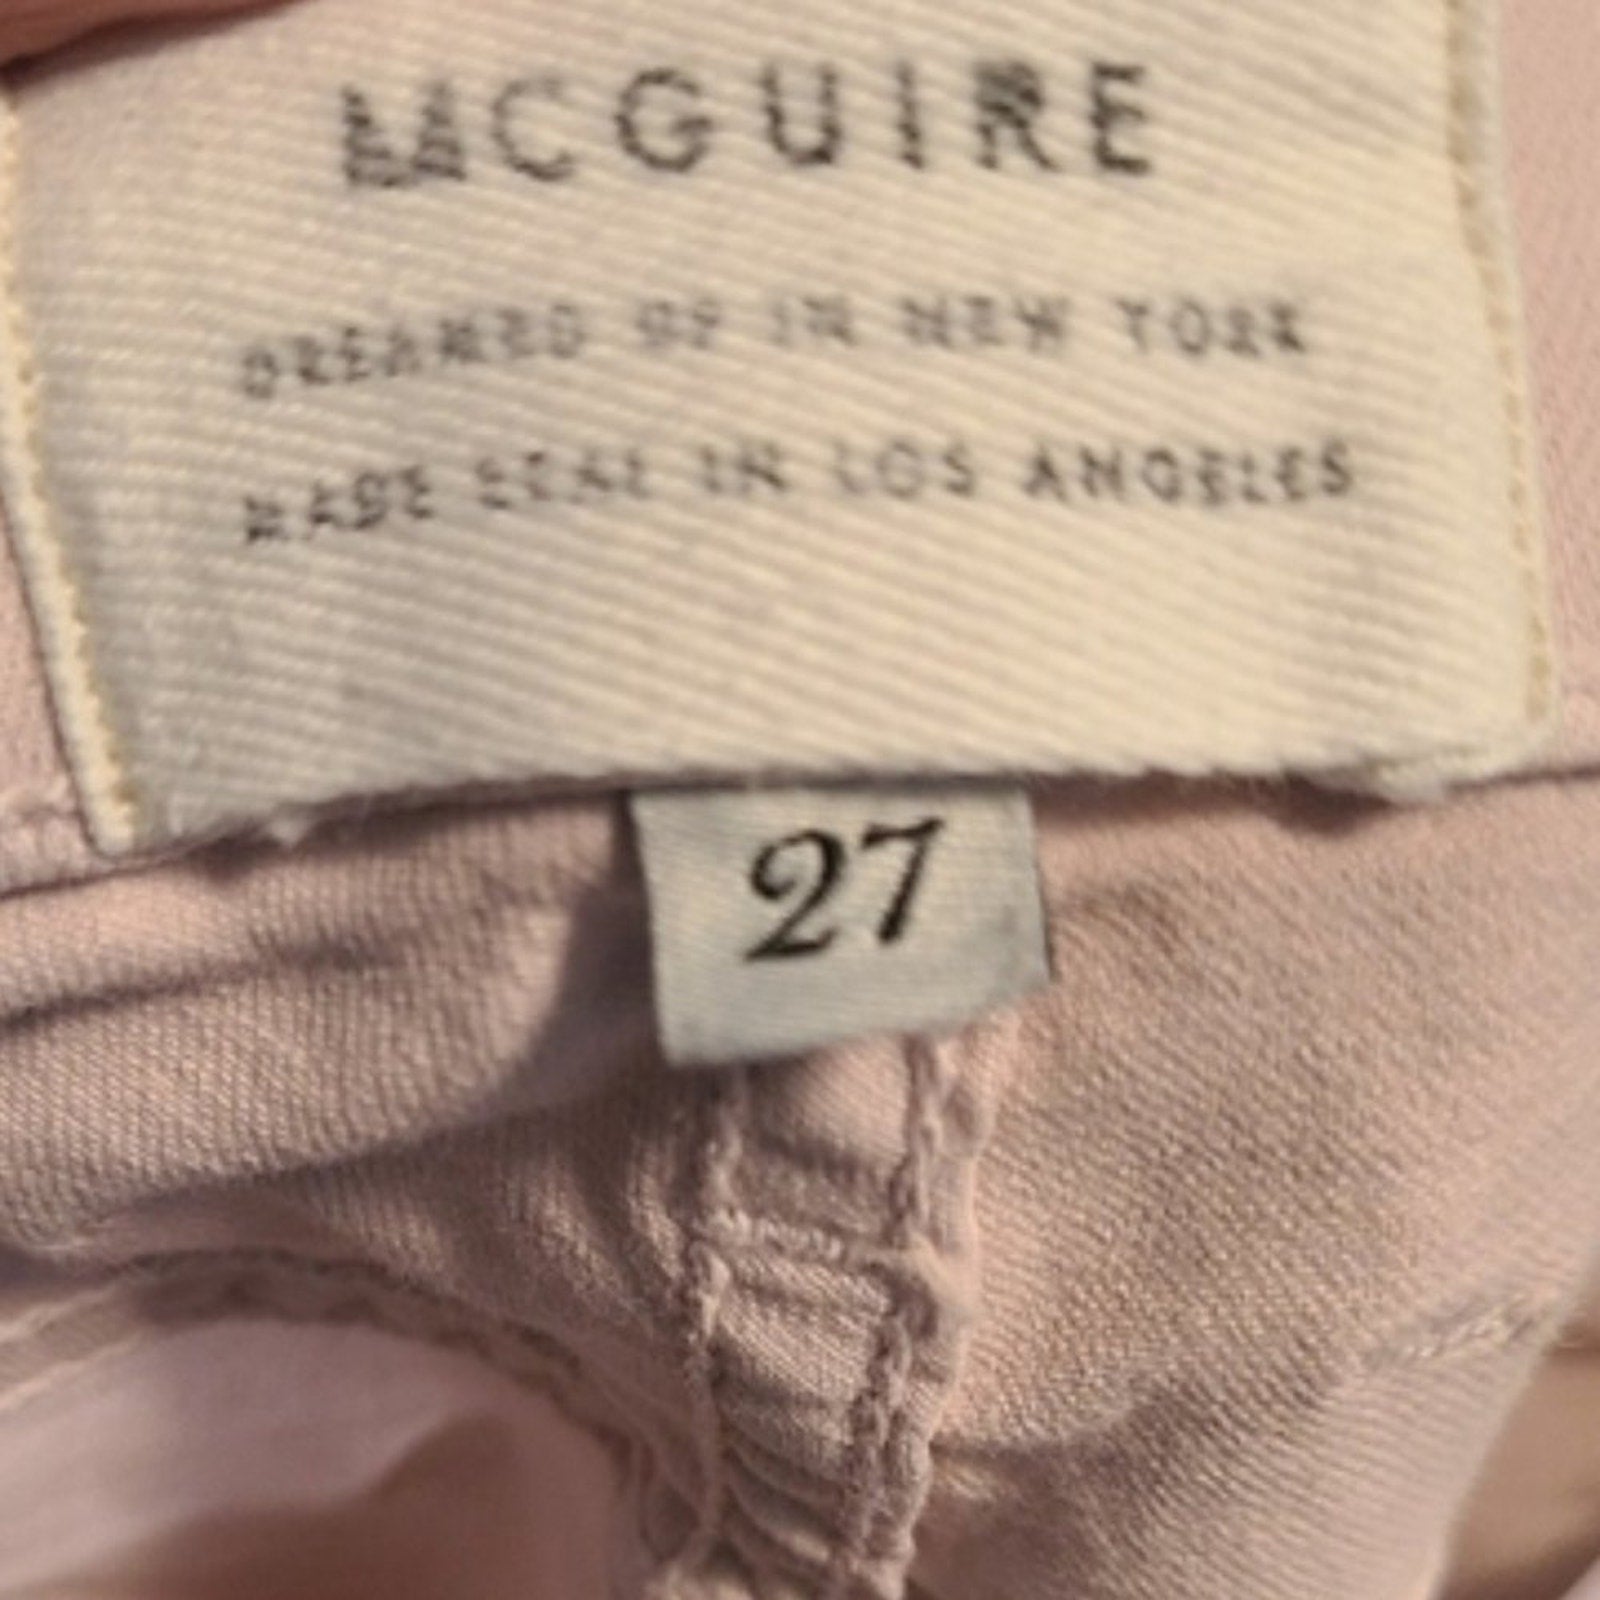 MCGUIRE
DREAMED OF IN NEW YORK
MADE REAL IN LOS ANGELES
27